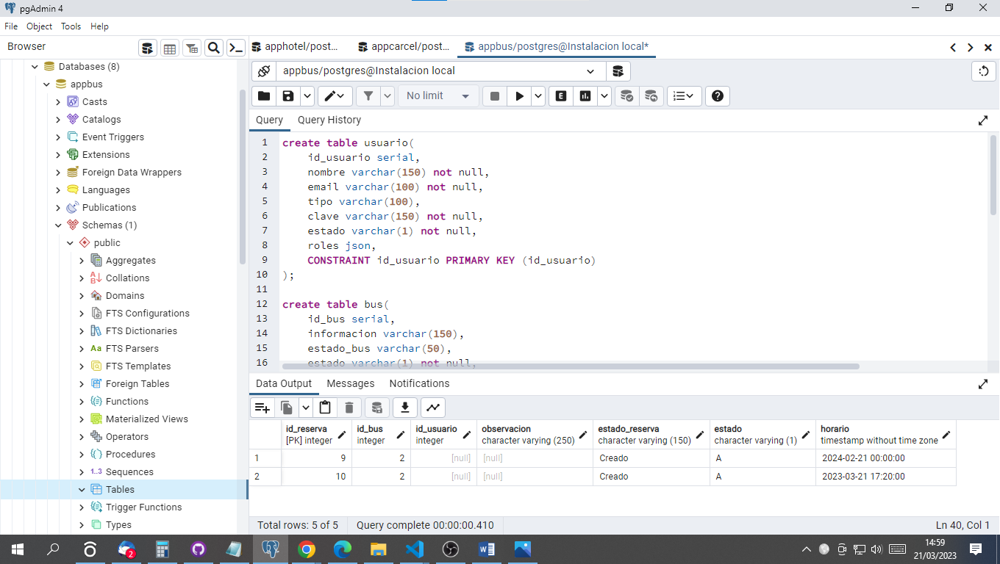 pgAdmin 4
File Object Tools Help
Browser
apphotel/post...
appcarcel/post...
appbus/postgres@Instalacion local*
Databases (8)
appbus
Casts
Catalogs
Event Triggers
Extensions
Foreign Data Wrappers
Languages
Publications
Schemas (1)
public
Aggregates
Collations
Domains
FTS Configurations
FTS Dictionaries
Aa FTS Parsers
FTS Templates
Foreign Tables
Functions
Materialized Views
Operators
Procedures
1..3 Sequences
Tables
Trigger Functions
Types
appbus/postgres@Instalacion local
No limit
E
Query Query History
1 create table usuario(
2 id_usuario serial,
3 nombre varchar(150) not null,
4 email varchar(100) not null,
5 tipo varchar(100),
6 clave varchar(150) not null,
7 estado varchar(1) not null,
8 roles json,
9 CONSTRAINT id_usuario PRIMARY KEY (id_usuario)
10 );
11
12 create table bus(
13 id_bus serial,
14 informacion varchar(150),
15 estado_bus varchar(50),
16 estado varchar(1) not null,
Data Output Messages Notifications
id_reserva id_bus id_usuario observacion estado_reserva estado horario
[PK] integer integer integer character varying (250) character varying (150) character varying (1) timestamp without time zone
1 9 2 [null] [null] Creado A 2024-02-21 00:00:00
2 10 2 [null] [null] Creado A 2023-03-21 17:20:00
Total rows: 5 of 5 Query complete 00:00:00.410 Ln 40, Col 1
2
14:59
21/03/2023